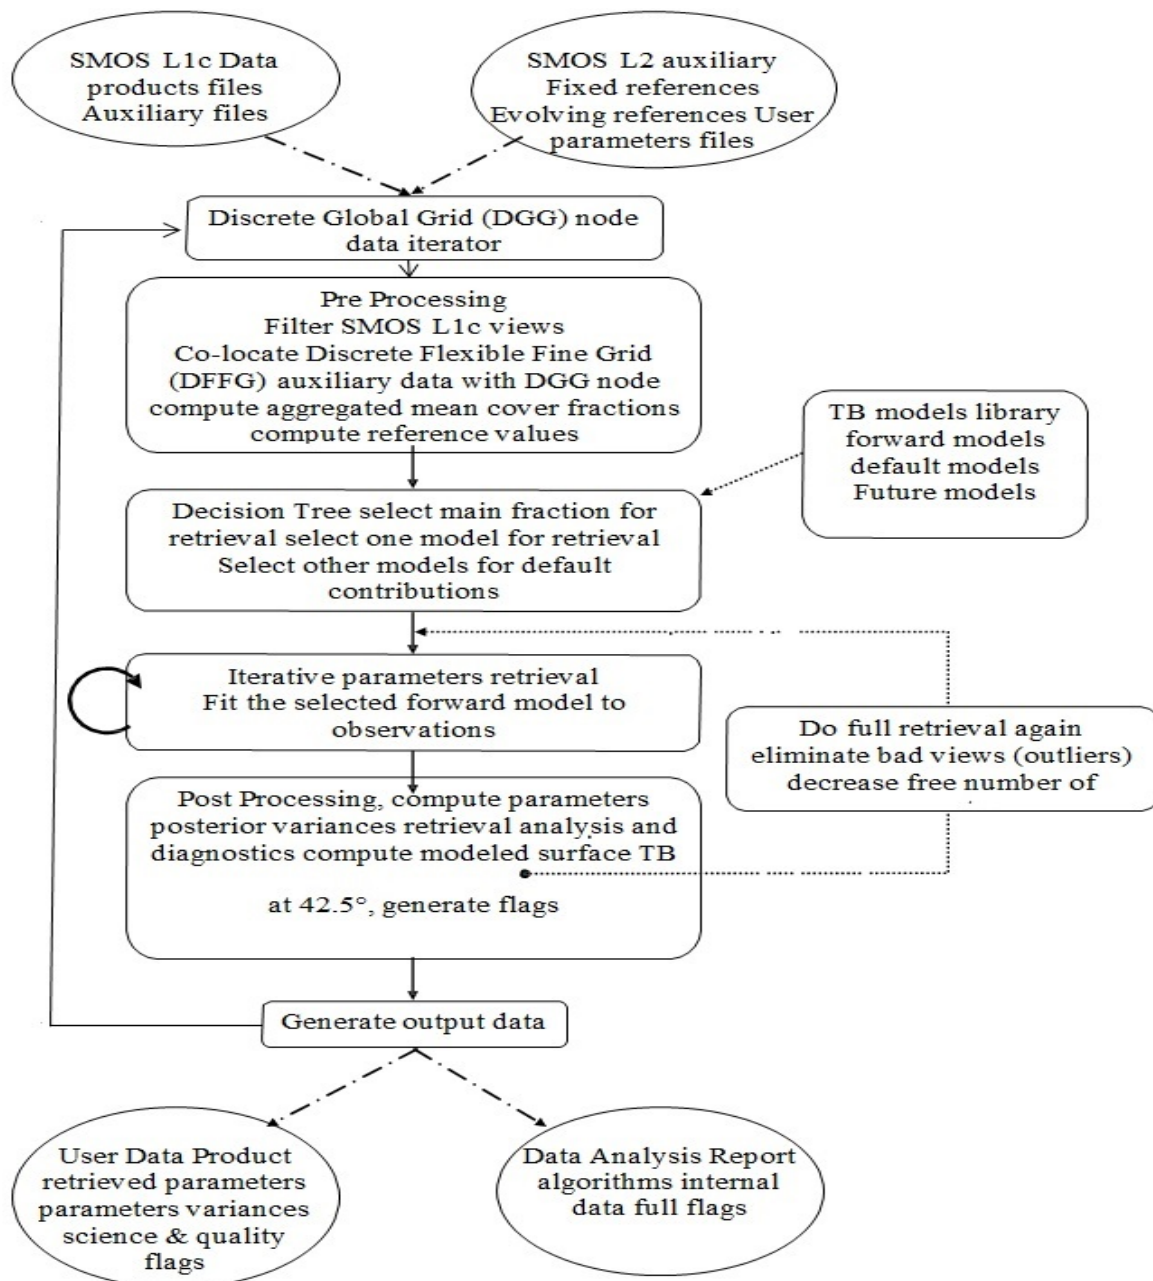 SMOS L1c Data
products files
Auxiliary files
SMOS L2 auxiliary
Fixed references
Evolving references User
parameters files
Discrete Global Grid (DGG) node
data iterator
Pre Processing
Filter SMOS L1c views
Co-locate Discrete Flexible Fine Grid
(DFFG) auxiliary data with DGG node
compute aggregated mean cover fractions
compute reference values
TB models library
forward models
default models
Future models
Decision Tree select main fraction for
retrieval select one model for retrieval
Select other models for default
contributions
Iterative parameters retrieval
Fit the selected forward model to
observations
Do full retrieval again
eliminate bad views (outliers)
decrease free number of
Post Processing, compute parameters
posterior variances retrieval analysis and
diagnostics compute modeled surface TB
at 42.5°, generate flags
Generate output data
User Data Product
retrieved parameters
parameters variances
science & quality
flags
Data Analysis Report
algorithms internal
data full flags